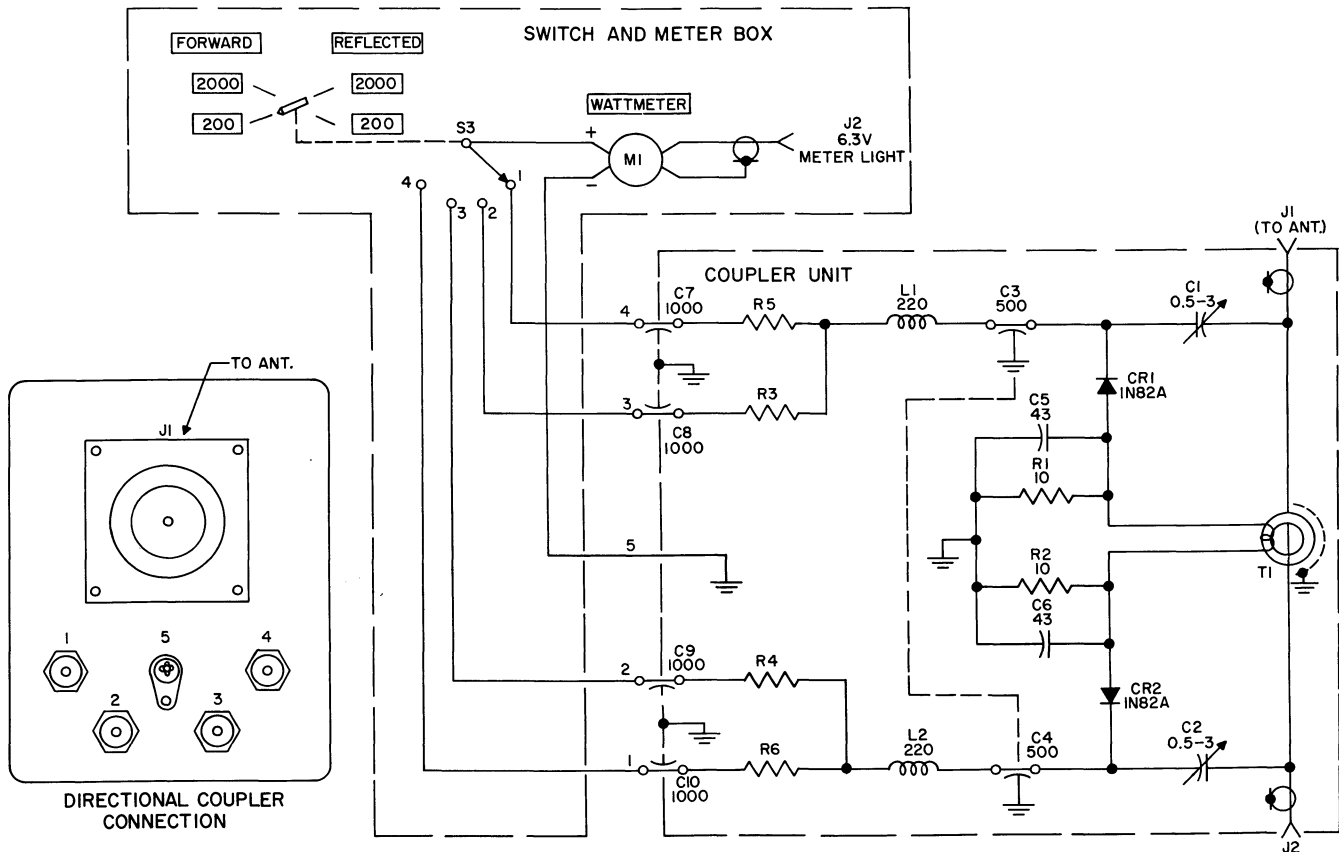 SWITCH AND METER BOX
FORWARD
REFLECTED
2000
2000
200
200
WATTMETER
S3
+
M1
−
J2
6.3V
METER LIGHT
4
3
2
1
J1
(TO ANT.)
COUPLER UNIT
4
C7
1000
R5
L1
220
C3
500
C1
0.5-3
3
C8
1000
R3
CR1
1N82A
C5
43
R1
10
5
R2
10
C6
43
T1
2
C9
1000
R4
CR2
1N82A
1
C10
1000
R6
L2
220
C4
500
C2
0.5-3
J2
TO ANT.
J1
1
5
4
2
3
DIRECTIONAL COUPLER
CONNECTION